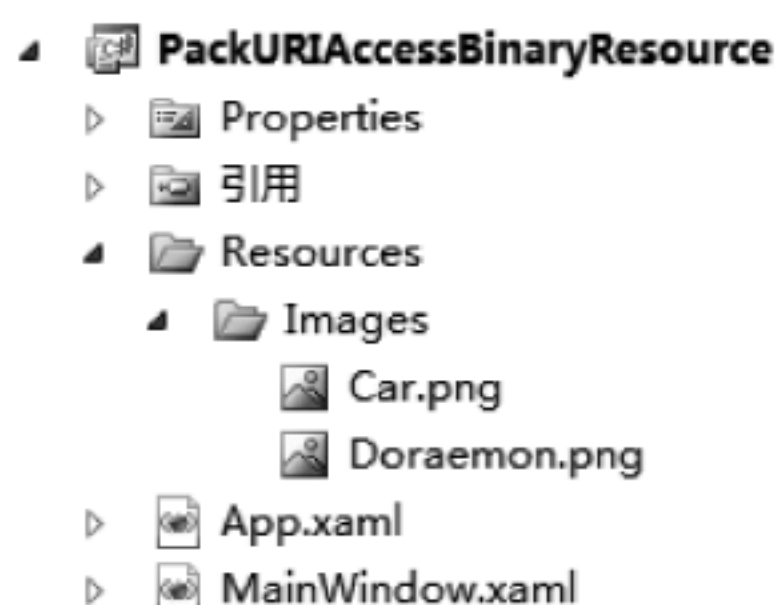 PackURIAccessBinaryResource
Properties
引用
Resources
Images
Car.png
Doraemon.png
App.xaml
MainWindow.xaml